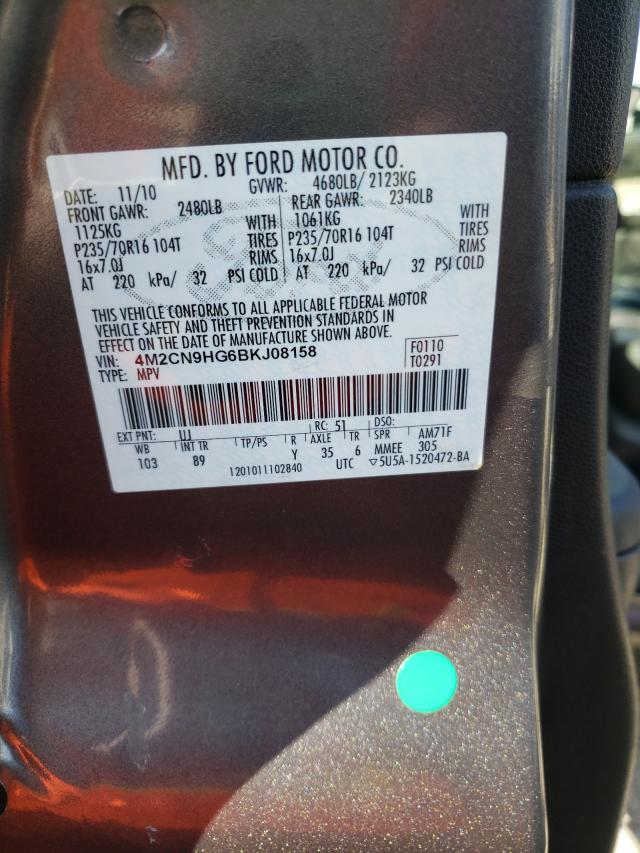 MFD. BY FORD MOTOR CO.
DATE: 11/10 GVWR: 4680LB/ 2123KG
FRONT GAWR: 2480LB REAR GAWR: 2340LB
1125KG WITH 1061KG WITH
P235/70R16 104T TIRES P235/70R16 104T TIRES
16x7.0J RIMS 16x7.0J RIMS
AT 220 kPa/ 32 PSI COLD AT 220 kPa/ 32 PSI COLD
THIS VEHICLE CONFORMS TO ALL APPLICABLE FEDERAL MOTOR
VEHICLE SAFETY AND THEFT PREVENTION STANDARDS IN
EFFECT ON THE DATE OF MANUFACTURE SHOWN ABOVE.
VIN: 4M2CN9HG6BKJ08158 F0110
TYPE: MPV T0291
EXT PNT: UJ RC: 51 DSO:
WB INT TR TP/PS R AXLE TR SPR AM71F
103 89 Y 35 6 MMEE 305
1201011102840 UTC ▽5U5A-1520472-BA